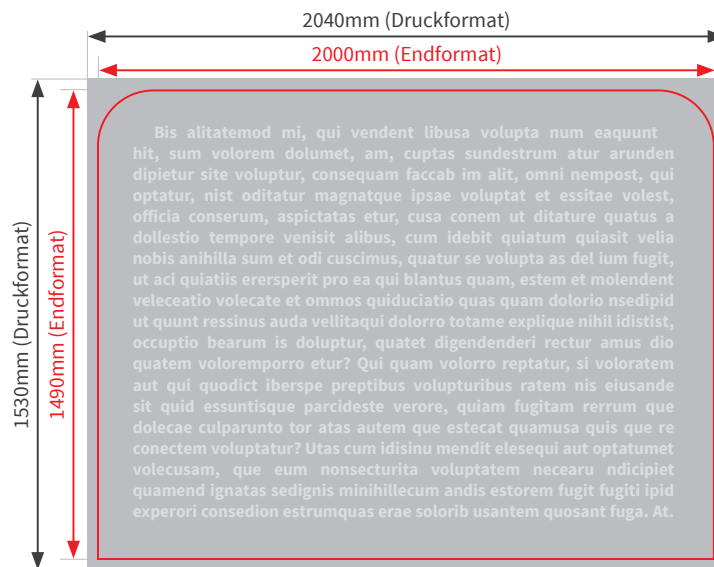 2040mm (Druckformat)
2000mm (Endformat)
1530mm (Druckformat)
1490mm (Endformat)
Bis alitatemod mi, qui vendent libusa volupta num eaquunt
hit, sum volorem dolumet, am, cuptas sundestrum atur arunden
dipietur site voluptur, consequam faccab im alit, omni nempost, qui
optatur, nist oditatur magnatque ipsae voluptat et essitae volest,
officia conserum, aspictatas etur, cusa conem ut ditature quatus a
dollestio tempore venisit alibus, cum idebit quiatum quiasit velia
nobis anihilla sum et odi cuscimus, quatur se volupta as del ium fugit,
ut aci quiatiis erersperit pro ea qui blantus quam, estem et molendent
veleceatio volecate et ommos quiduciatio quas quam dolorio nsedipid
ut quunt ressinus auda vellitaqui dolorro totatem explique nihil idistist,
occuptio bearum is doluptur, quatet digendenderi rectur amus dio
quatem voloremporro etur? Qui quam volorro reptatur, si voloratem
aut qui quodict iberspe preptibus volupturibus ratem nis eiusande
sit quid essuntisque parcideste verore, quiam fugitam rerrum que
dolecae culparunto tor atas autem que estecat quamusa quis que re
conectem voluptatur? Utas cum idisinu mendit elesequi aut optatumet
volecusam, que eum nonsecturita voluptatem necearu ndicipiet
quamend ignatas sedignis minihillecum andis estorem fugit fugiti ipid
experori consedion estrumquas erae solorib usantem quosant fuga. At.